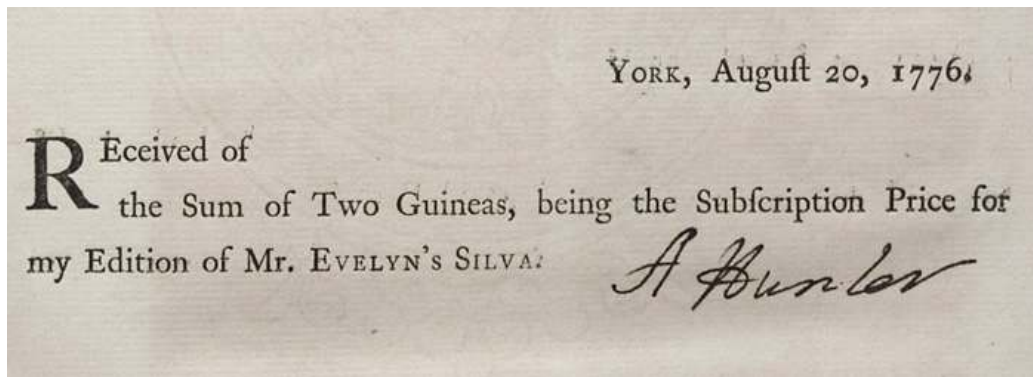 York, Auguſt 20, 1776.
REceived of
the Sum of Two Guineas, being the Subſcription Price for
my Edition of Mr. Evelyn's Silva.
A Hunter